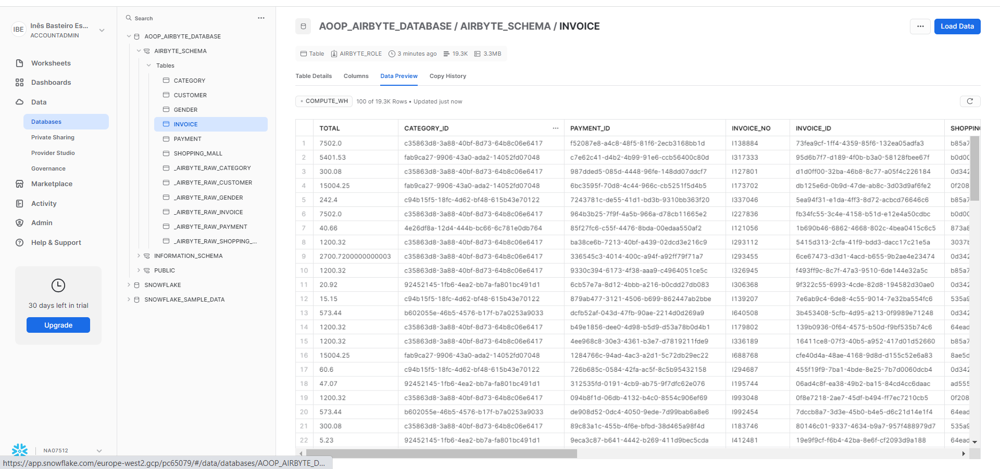 IBE
Inês Basteiro Es...
ACCOUNTADMIN
Worksheets
Dashboards
Data
Databases
Private Sharing
Provider Studio
Governance
Marketplace
Activity
Admin
Help & Support
30 days left in trial
Upgrade
NA07512
https://app.snowflake.com/europe-west2.gcp/pc65079/#/data/databases/AOOP_AIRBYTE_D...
Search
AOOP_AIRBYTE_DATABASE
AIRBYTE_SCHEMA
Tables
CATEGORY
CUSTOMER
GENDER
INVOICE
PAYMENT
SHOPPING_MALL
_AIRBYTE_RAW_CATEGORY
_AIRBYTE_RAW_CUSTOMER
_AIRBYTE_RAW_GENDER
_AIRBYTE_RAW_INVOICE
_AIRBYTE_RAW_PAYMENT
_AIRBYTE_RAW_SHOPPING_...
INFORMATION_SCHEMA
PUBLIC
SNOWFLAKE
SNOWFLAKE_SAMPLE_DATA
AOOP_AIRBYTE_DATABASE / AIRBYTE_SCHEMA / INVOICE
Load Data
Table AIRBYTE_ROLE 3 minutes ago 19.3K 3.3MB
Table Details Columns Data Preview Copy History
COMPUTE_WH 100 of 19.3K Rows • Updated just now
TOTAL CATEGORY_ID PAYMENT_ID INVOICE_NO INVOICE_ID SHOPPING
1 7502.0 c35863d8-3a88-40bf-8d73-64b8c06e6417 f52087e8-a4c8-48f5-81f6-2ecb3168bb1d I138884 73fea9cf-1ff4-4359-85f6-132ea05adfa3 b85a7
2 5401.53 fab9ca27-9906-43a0-ada2-14052fd07048 c7e62c41-d4b2-4b99-91e6-ccb56400c80d I317333 95d6b7f7-d189-4f0b-b3a0-58128fbee67f b0d00
3 300.08 c35863d8-3a88-40bf-8d73-64b8c06e6417 987dded5-085d-4448-96fe-148dd07ddcf7 I127801 d1d0ff00-32ba-46b8-8c77-a05f4c226184 0d342
4 15004.25 fab9ca27-9906-43a0-ada2-14052fd07048 6bc3595f-70d8-4c44-966c-cb5251f5d4b5 I173702 db125e6d-0b9d-47de-ab8c-3d03d9af6fe2 0f208
5 242.4 c94b15f5-18fc-4d62-bf48-615b43e70122 7243781c-de55-41d1-bd3b-9310bb363f20 I337046 5ea94f31-e1da-4ff3-8d72-acbcd76646c6 b85a7
6 7502.0 c35863d8-3a88-40bf-8d73-64b8c06e6417 964b3b25-7f9f-4a5b-966a-d78cb11665e2 I227836 fb34fc55-3c4e-4158-b51d-e12e4a50cdbc b0d00
7 40.66 4e26df8a-12d4-444b-bc66-6c781e0db764 85f27fc6-c55f-4476-8bda-00edaa550af2 I121056 1b690b46-6862-4668-802c-4bea0415c6c5 873a8
8 1200.32 c35863d8-3a88-40bf-8d73-64b8c06e6417 ba38ce6b-7213-40bf-a439-02dcd3e216c9 I293112 5415d313-2cfa-41f9-bdd3-dacc17c21e5a 3037b
9 2700.7200000000003 c35863d8-3a88-40bf-8d73-64b8c06e6417 336545c3-4014-400c-a94f-a92ff79f71a7 I293455 6ce67473-d3d1-4acd-b655-9b2ae4e23474 0d342
10 1200.32 c35863d8-3a88-40bf-8d73-64b8c06e6417 9330c394-6173-4f38-aaa9-c4964051ce5c I326945 f493ff9c-8c7f-47a3-9510-6de144e32a5c b85a7
11 20.92 92452145-1fb6-4ea2-bb7a-fa801bc491d1 6cb57e7a-8d12-4bbb-a216-b0cdd27db083 I306368 9f322c55-6993-4cde-82d8-194582d30ae0 0d342
12 15.15 c94b15f5-18fc-4d62-bf48-615b43e70122 879ab477-3121-4506-b699-862447ab2bbe I139207 7e6ab9c4-6de8-4c55-9014-7e32ba554fc6 535a9
13 573.44 b602055e-46b5-4576-b17f-b7a0253a9033 dcfb52af-043d-47fb-90ae-2214d0d269a9 I640508 3b453408-5cfb-4d95-a213-0f9989e71248 0d342
14 1200.32 c35863d8-3a88-40bf-8d73-64b8c06e6417 b49e1856-dee0-4d98-b5d9-d53a78b0d4b1 I179802 139b0936-0f64-4575-b50d-f9bf535b74c6 64ead
15 1200.32 c35863d8-3a88-40bf-8d73-64b8c06e6417 4ee968c8-30e3-4361-b3e7-d7819211fde9 I336189 16411ce8-07f3-40b5-a952-417d01d52660 b85a7
16 15004.25 fab9ca27-9906-43a0-ada2-14052fd07048 1284766c-94ad-4ac3-a2d1-5c72db29ec22 I688768 cfe40d4a-48ae-4168-9d8d-d155c52e6a83 8ae5d
17 60.6 c94b15f5-18fc-4d62-bf48-615b43e70122 726b685c-0584-42fa-ac5f-8c5b95432158 I294687 455f19f9-7ba1-4bde-8e25-7b7d0060dcb4 0d342
18 47.07 92452145-1fb6-4ea2-bb7a-fa801bc491d1 312535fd-0191-4cb9-ab75-9f7dfc62e076 I195744 06ad4c8f-ea38-49b2-ba15-84cd4cc6daac ad555
19 1200.32 c35863d8-3a88-40bf-8d73-64b8c06e6417 094b8f1d-06db-4132-b4c0-8554c906ef69 I993048 0f8e7218-2ae7-45df-b494-ff7ec7210cb5 0f208
20 573.44 b602055e-46b5-4576-b17f-b7a0253a9033 de908d52-0dc4-4050-9ede-7d99bab6a8e6 I992454 7dccb8a7-3d3e-45b0-b4e5-d6c21d14e1f4 64ead
21 300.08 c35863d8-3a88-40bf-8d73-64b8c06e6417 89c83a1c-455b-4f6e-bfbd-38d465a98f4d I183746 80146c01-9337-4634-b9a7-957f488979d7 535a9
22 5.23 92452145-1fb6-4ea2-bb7a-fa801bc491d1 9eca3c87-b641-4442-b269-411d9bec5cda I412481 19e9f9cf-f6b4-42ba-8e6f-cf2093d9a188 64ead